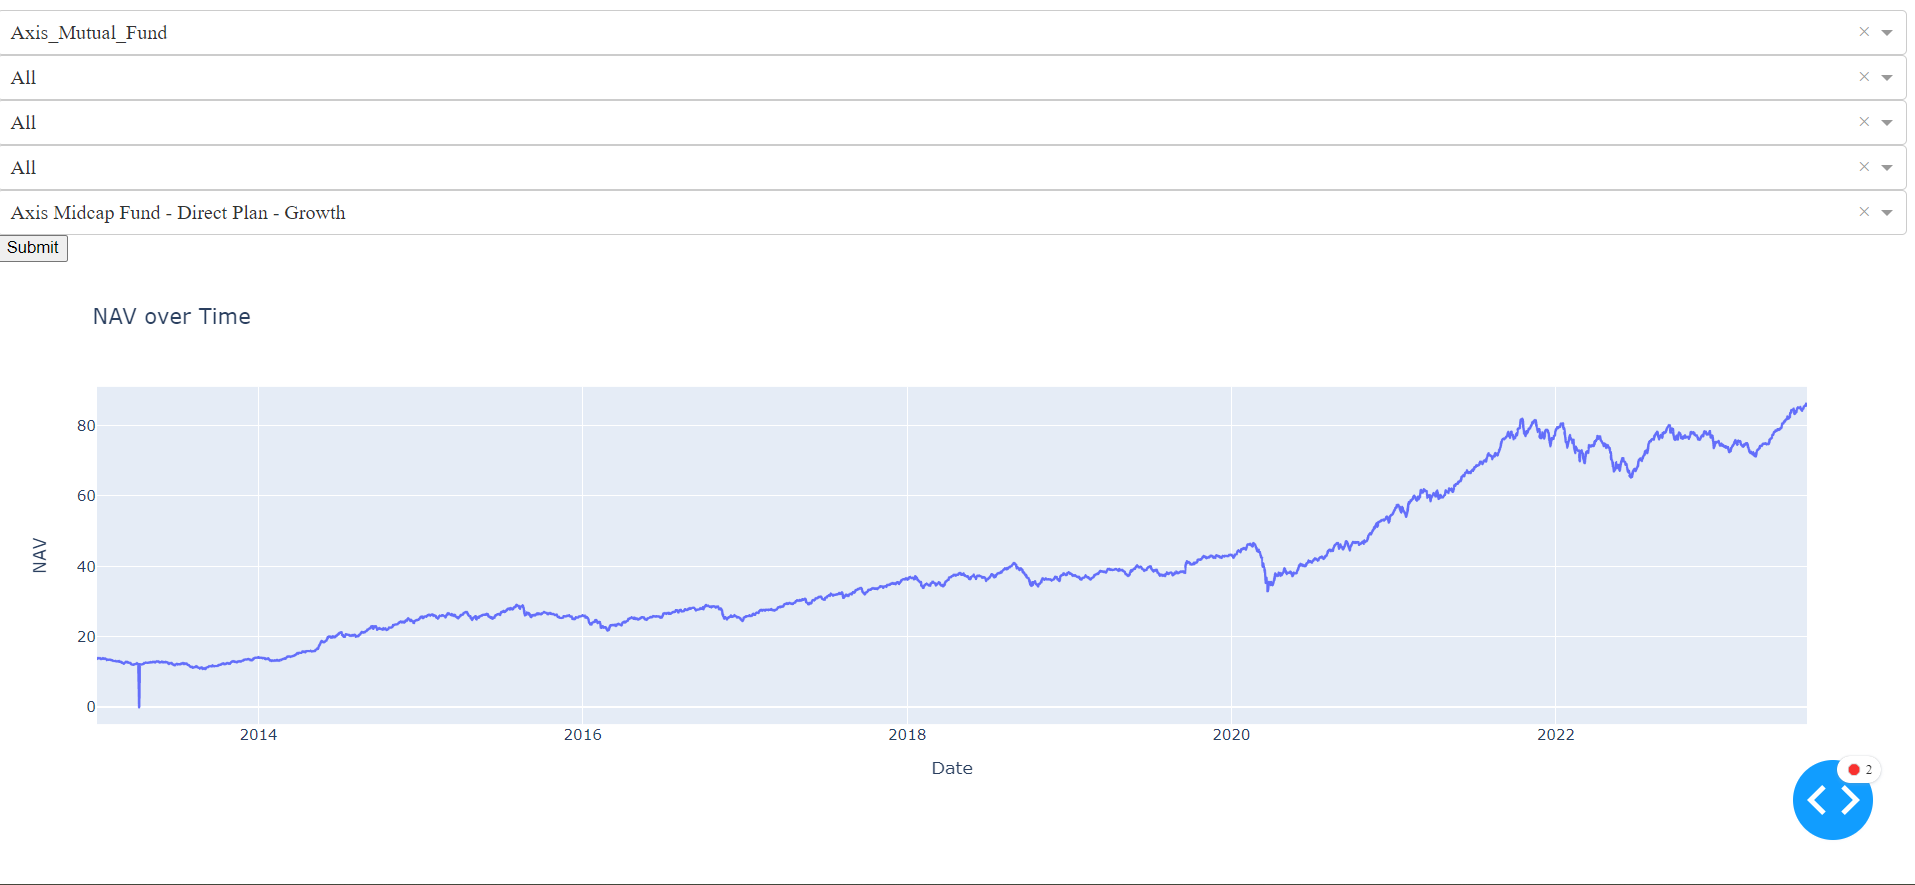 Axis_Mutual_Fund
All
All
All
Axis Midcap Fund - Direct Plan - Growth
Submit
NAV over Time
80
60
40
20
0
NAV
2014 2016 2018 2020 2022
Date
2